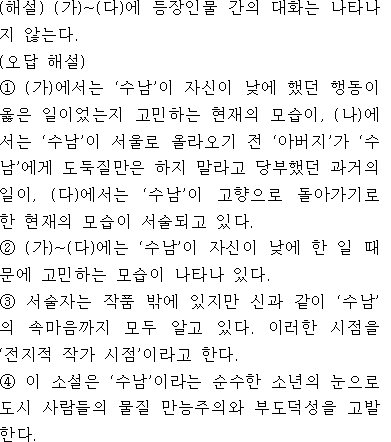 (해설) (가)~(다)에 등장인물 간의 대화는 나타나
지 않는다.
(오답 해설)
① (가)에서는 ‘수남’이 자신이 낮에 했던 행동이
옳은 일이었는지 고민하는 현재의 모습이, (나)에
서는 ‘수남’이 서울로 올라오기 전 ‘아버지’가 ‘수
남’에게 도둑질만은 하지 말라고 당부했던 과거의
일이, (다)에서는 ‘수남’이 고향으로 돌아가기로
한 현재의 모습이 서술되고 있다.
② (가)~(다)에는 ‘수남’이 자신이 낮에 한 일 때
문에 고민하는 모습이 나타나 있다.
③ 서술자는 작품 밖에 있지만 신과 같이 ‘수남’
의 속마음까지 모두 알고 있다. 이러한 시점을
‘전지적 작가 시점’이라고 한다.
④ 이 소설은 ‘수남’이라는 순수한 소년의 눈으로
도시 사람들의 물질 만능주의와 부도덕성을 고발
한다.